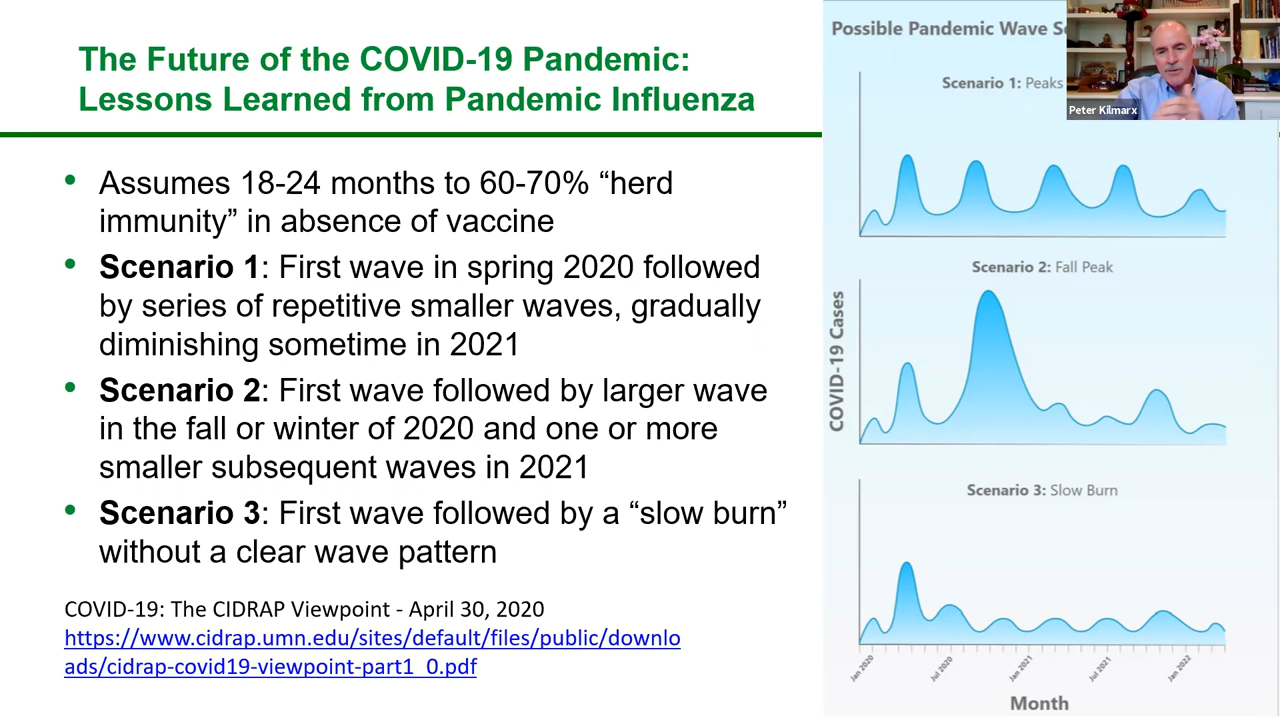 The Future of the COVID-19 Pandemic:
Lessons Learned from Pandemic Influenza
• Assumes 18-24 months to 60-70% “herd
immunity” in absence of vaccine
• Scenario 1: First wave in spring 2020 followed
by series of repetitive smaller waves, gradually
diminishing sometime in 2021
• Scenario 2: First wave followed by larger wave
in the fall or winter of 2020 and one or more
smaller subsequent waves in 2021
• Scenario 3: First wave followed by a “slow burn”
without a clear wave pattern
COVID-19: The CIDRAP Viewpoint - April 30, 2020
https://www.cidrap.umn.edu/sites/default/files/public/downlo
ads/cidrap-covid19-viewpoint-part1_0.pdf
Possible Pandemic Wave
Peter Kilmarx
Scenario 1: Peaks
Scenario 2: Fall Peak
COVID-19 Cases
Scenario 3: Slow Burn
Jan 2020
Jul 2020
Jan 2021
Jul 2021
Jan 2022
Month